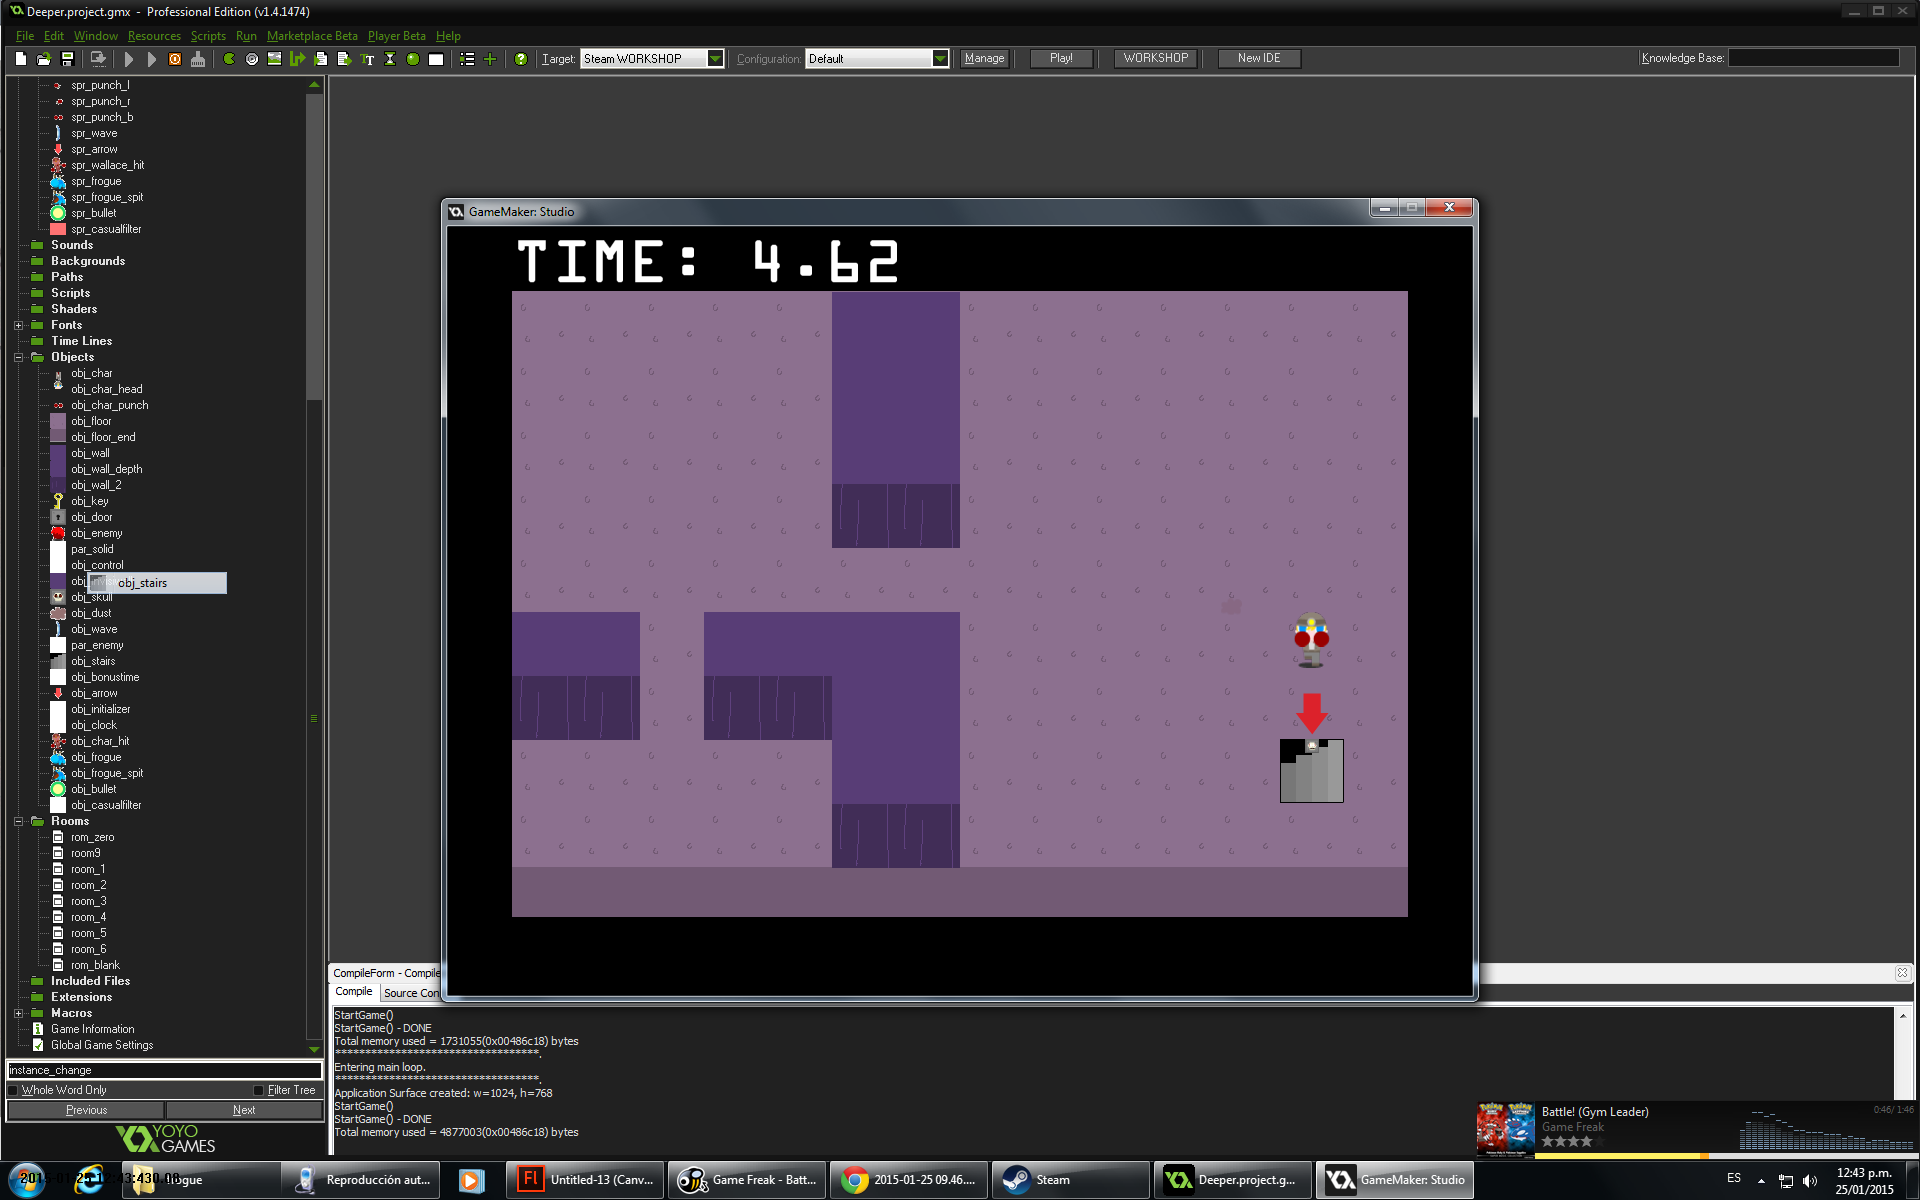 Deeper.project.gmx - Professional Edition (v1.4.1474)
File Edit Window Resources Scripts Run Marketplace Beta Player Beta Help
Target: Steam WORKSHOP Configuration: Default Manage Play! WORKSHOP New IDE Knowledge Base:
spr_punch_l
spr_punch_r
spr_punch_b
spr_wave
spr_arrow
spr_wallace_hit
spr_frogue
spr_frogue_spit
spr_bullet
spr_casualfilter
Sounds
Backgrounds
Paths
Scripts
Shaders
Fonts
Time Lines
Objects
obj_char
obj_char_head
obj_char_punch
obj_floor
obj_floor_end
obj_wall
obj_wall_depth
obj_wall_2
obj_key
obj_door
obj_enemy
par_solid
obj_control
obj_stairs
obj_skull
obj_dust
obj_wave
par_enemy
obj_stairs
obj_bonustime
obj_arrow
obj_initializer
obj_clock
obj_char_hit
obj_frogue
obj_frogue_spit
obj_bullet
obj_casualfilter
Rooms
rom_zero
room9
room_1
room_2
room_3
room_4
room_5
room_6
rom_blank
Included Files
Extensions
Macros
Game Information
Global Game Settings
instance_change
Whole Word Only Filter Tree
Previous Next
YOYO
GAMES
GameMaker: Studio
TIME: 4.62
CompileForm - Compile
Compile Source Con
StartGame()
StartGame() - DONE
Total memory used = 1731055(0x00486c18) bytes
***********************************.
Entering main loop.
***********************************.
Application Surface created: w=1024, h=768
StartGame()
StartGame() - DONE
Total memory used = 4877003(0x00486c18) bytes
Battle! (Gym Leader) 0:46/ 1:46
Game Freak
Reproducción aut... Untitled-13 (Canv... Game Freak - Batt... 2015-01-25 09.46.... Steam Deeper.project.g... GameMaker: Studio ES 12:43 p.m.
25/01/2015